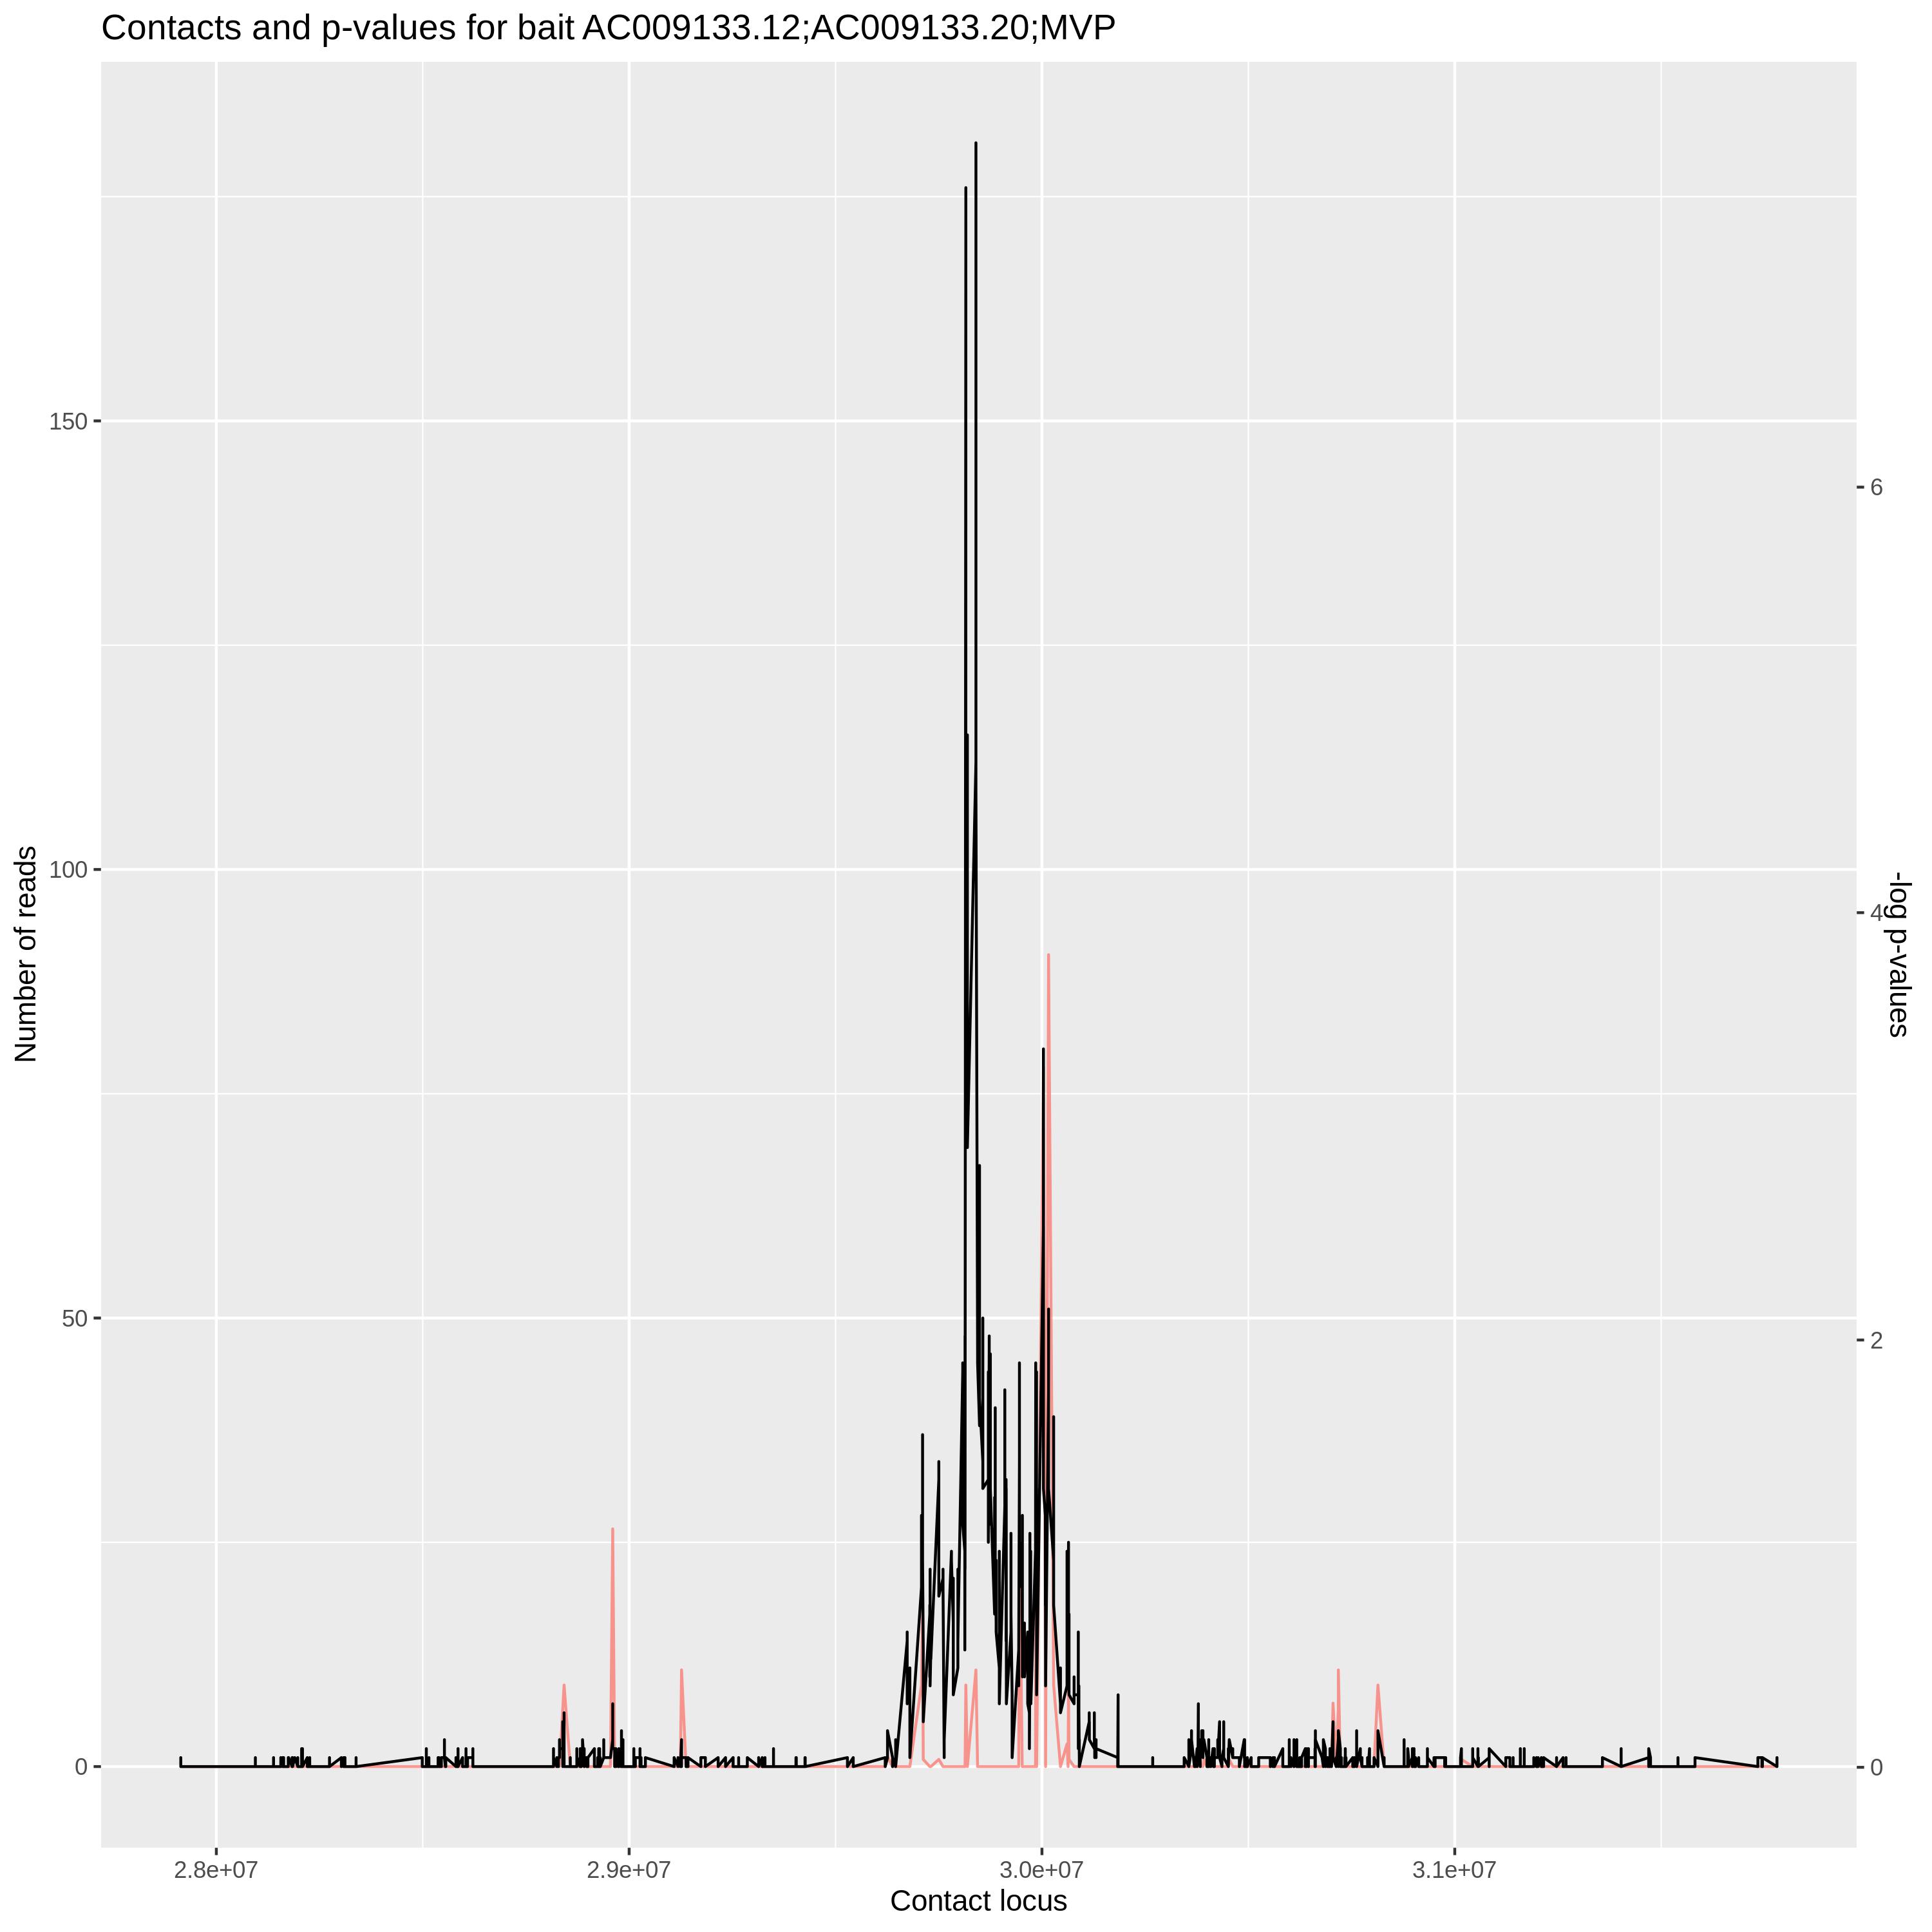 Contacts and p-values for bait AC009133.12;AC009133.20;MVP
150
100
50
0
Number of reads
6
4
2
0
-log p-values
2.8e+07 2.9e+07 3.0e+07 3.1e+07
Contact locus